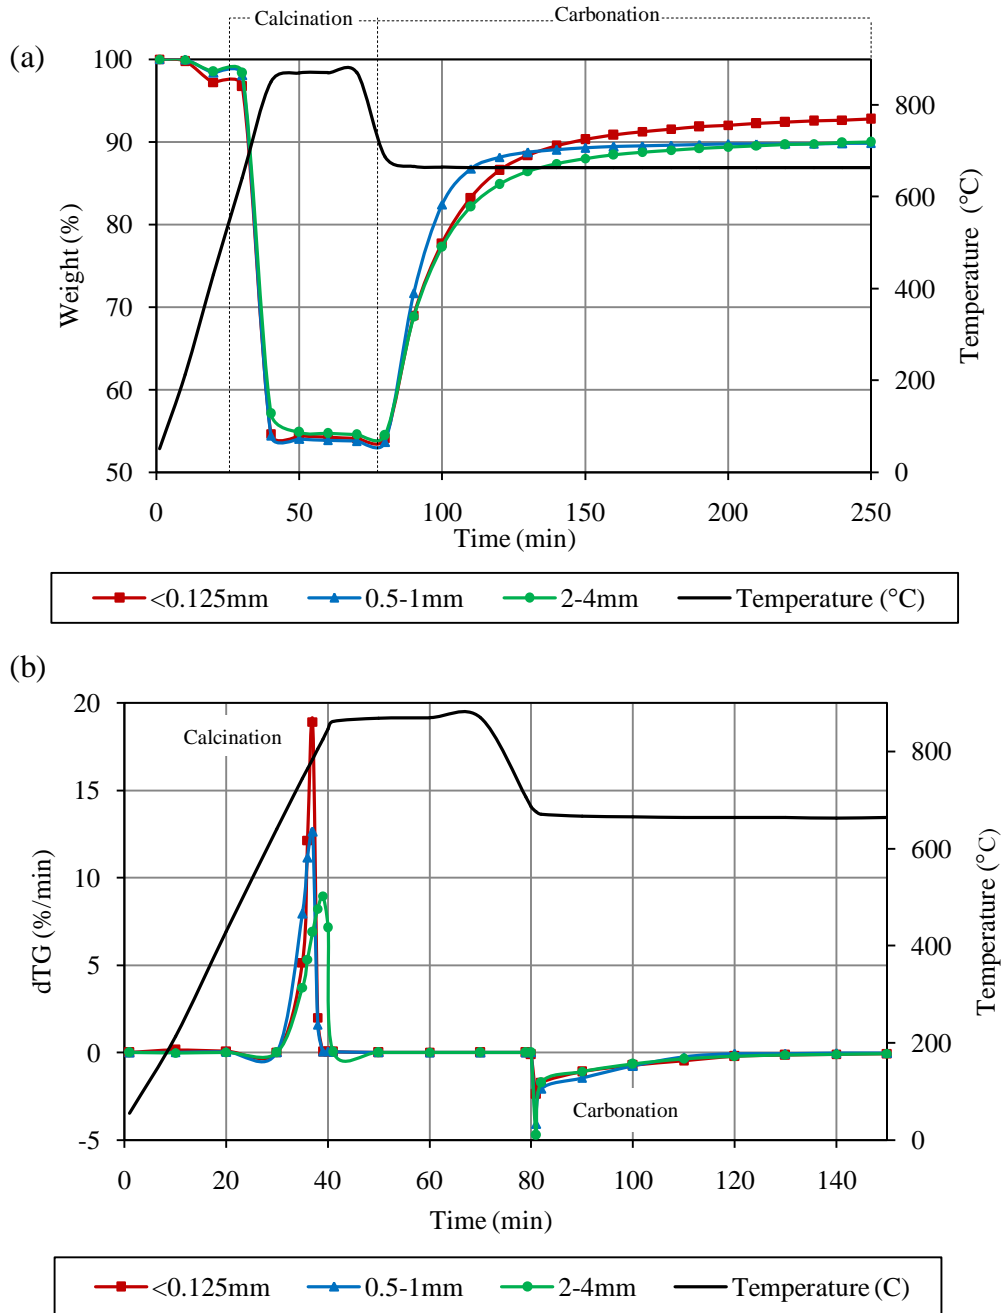 Calcination
Carbonation
(a)
100
90
80
70
60
50
Weight (%)
800
600
400
200
0
Temperature (°C)
0
50
100
150
200
250
Time (min)
<0.125mm
0.5-1mm
2-4mm
Temperature (°C)
(b)
20
15
10
5
0
-5
dTG (%/min)
Calcination
Carbonation
800
600
400
200
0
Temperature (°C)
0
20
40
60
80
100
120
140
Time (min)
<0.125mm
0.5-1mm
2-4mm
Temperature (C)